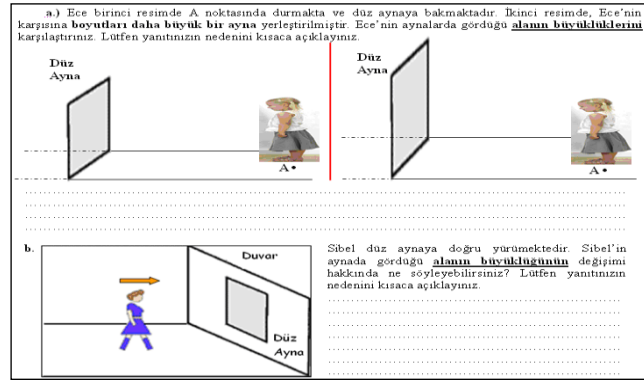 a.) Ece birinci resimde A noktasında durmakta ve düz aynaya bakmaktadır. İkinci resimde, Ece'nin
karşısına boyutları daha büyük bir ayna yerleştirilmiştir. Ece'nin aynalarda gördüğü alanın büyüklüklerini
karşılaştırınız. Lütfen yanıtınızın nedenini kısaca açıklayınız.
Düz
Ayna
A •
Düz
Ayna
A •
b.
Duvar
Düz
Ayna
Sibel düz aynaya doğru yürümektedir. Sibel'in
aynada gördüğü alanın büyüklüğünün değişimi
hakkında ne söyleyebilirsiniz? Lütfen yanıtınızın
nedenini kısaca açıklayınız.